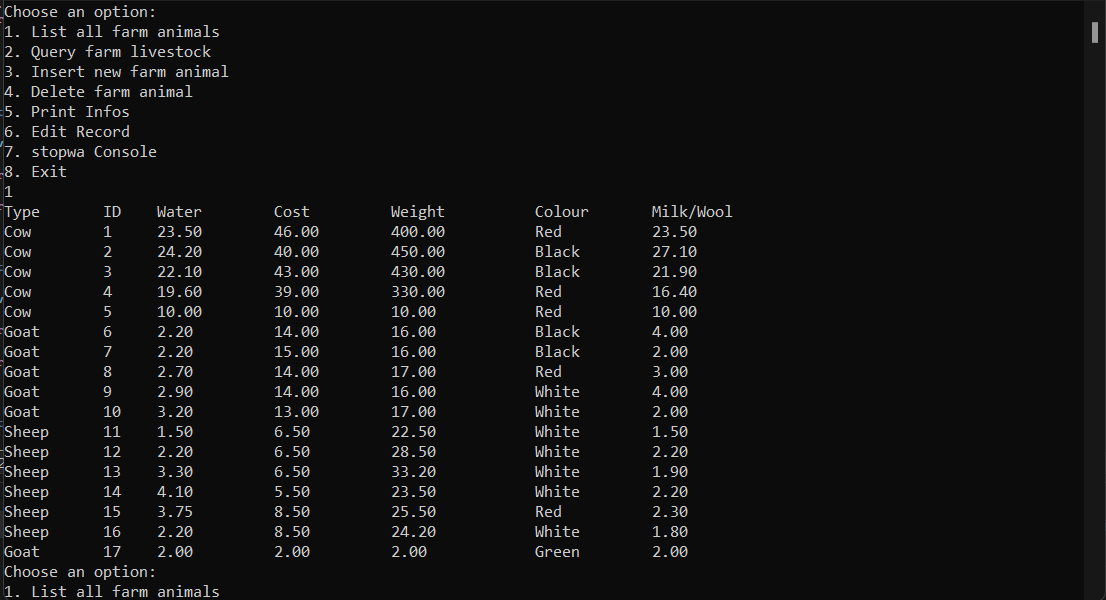 Choose an option:
1. List all farm animals
2. Query farm livestock
3. Insert new farm animal
4. Delete farm animal
5. Print Infos
6. Edit Record
7. stopwa Console
8. Exit
1
Type ID Water Cost Weight Colour Milk/Wool
Cow 1 23.50 46.00 400.00 Red 23.50
Cow 2 24.20 40.00 450.00 Black 27.10
Cow 3 22.10 43.00 430.00 Black 21.90
Cow 4 19.60 39.00 330.00 Red 16.40
Cow 5 10.00 10.00 10.00 Red 10.00
Goat 6 2.20 14.00 16.00 Black 4.00
Goat 7 2.20 15.00 16.00 Black 2.00
Goat 8 2.70 14.00 17.00 Red 3.00
Goat 9 2.90 14.00 16.00 White 4.00
Goat 10 3.20 13.00 17.00 White 2.00
Sheep 11 1.50 6.50 22.50 White 1.50
Sheep 12 2.20 6.50 28.50 White 2.20
Sheep 13 3.30 6.50 33.20 White 1.90
Sheep 14 4.10 5.50 23.50 White 2.20
Sheep 15 3.75 8.50 25.50 Red 2.30
Sheep 16 2.20 8.50 24.20 White 1.80
Goat 17 2.00 2.00 2.00 Green 2.00
Choose an option:
1. List all farm animals